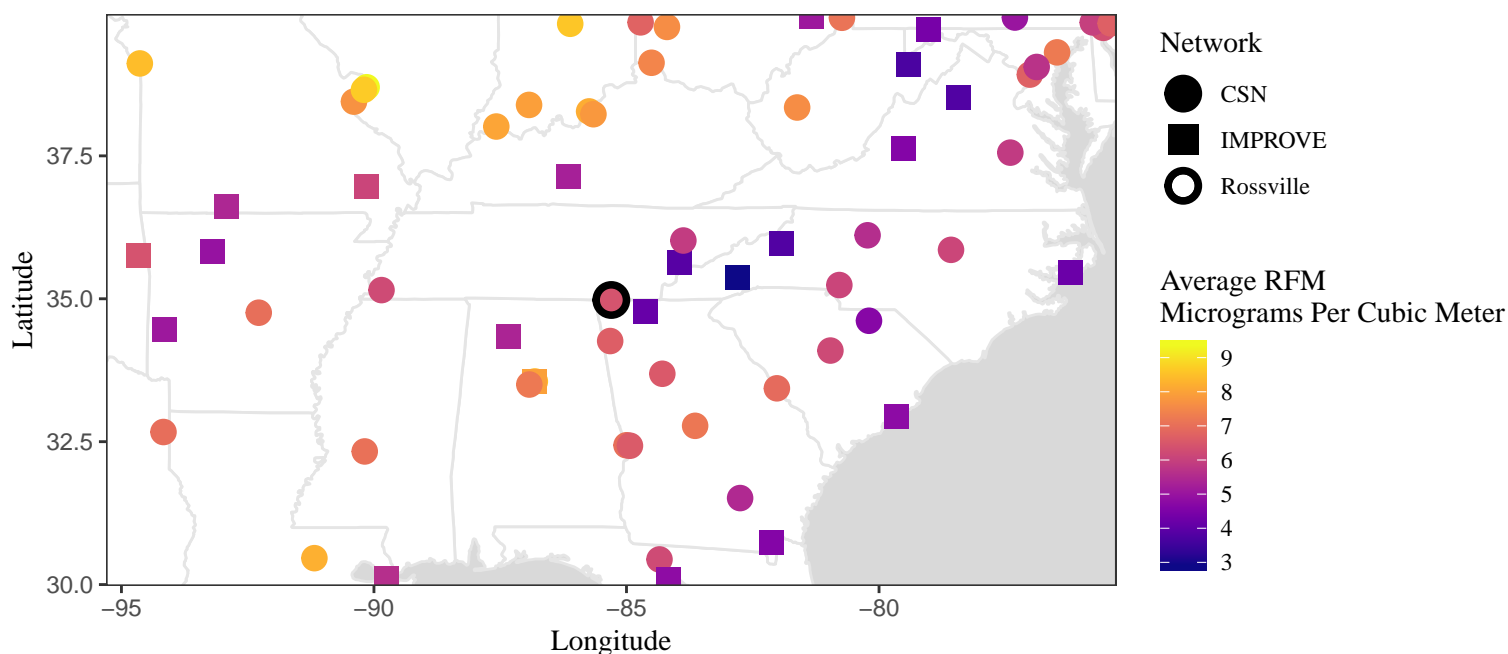 37.5
35.0
32.5
30.0
Latitude
−95
−90
−85
−80
Longitude
Network
CSN
IMPROVE
Rossville
Average RFM
Micrograms Per Cubic Meter
9
8
7
6
5
4
3